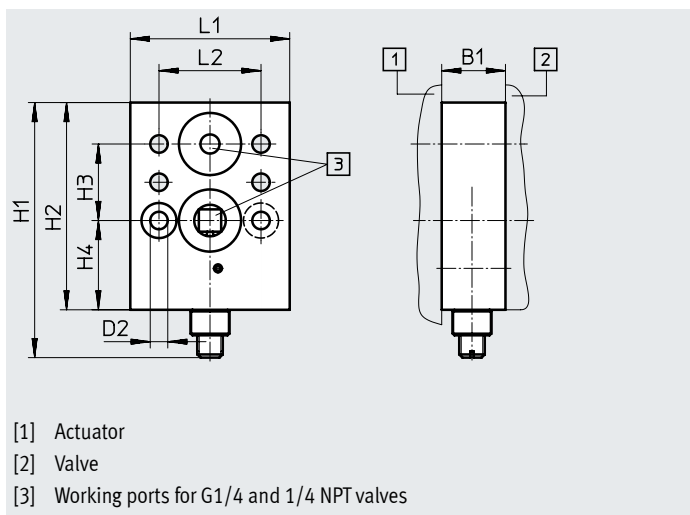 L1
L2
B1
1
2
3
H1
H2
H3
H4
D2
[1] Actuator
[2] Valve
[3] Working ports for G1/4 and 1/4 NPT valves